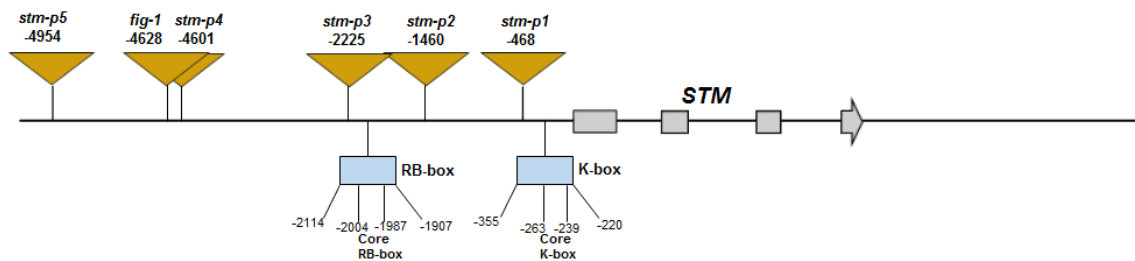 stm-p5
-4954
fig-1
-4628
stm-p4
-4601
stm-p3
-2225
stm-p2
-1460
stm-p1
-468
STM
RB-box
K-box
-2114
-2004
-1987
-1907
Core
RB-box
-355
-263
-239
-220
Core
K-box